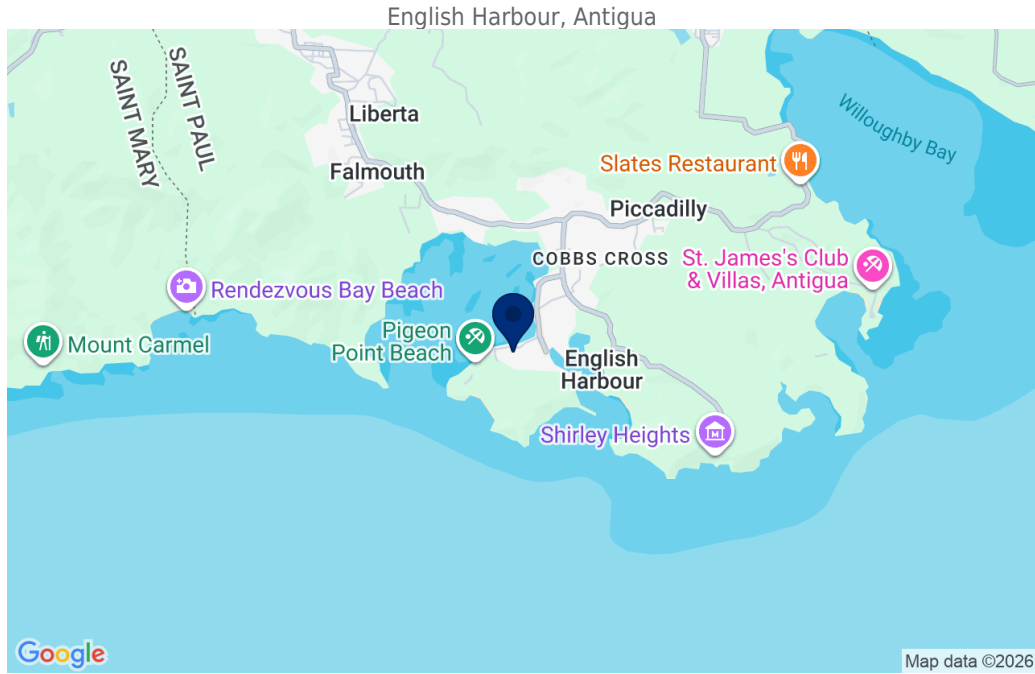 English Harbour, Antigua
SAINT MARY
SAINT PAUL
Liberta
Falmouth
Willoughby Bay
Slates Restaurant
Piccadilly
COBBS CROSS
St. James's Club
& Villas, Antigua
Rendezvous Bay Beach
Mount Carmel
Pigeon
Point Beach
English
Harbour
Shirley Heights
Google
Map data ©2026